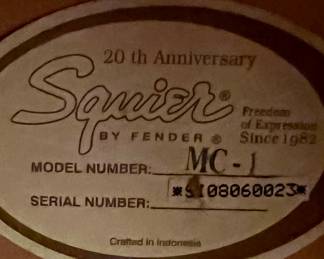 20 th Anniversary
Squier®
BY FENDER ®
Freedom
of Expression
Since 1982
MODEL NUMBER: MC - 1
SERIAL NUMBER:
Crafted in Indonesia